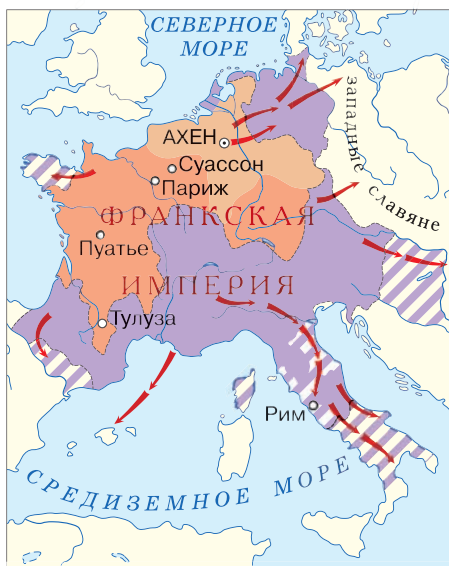 СЕВЕРНОЕ
МОРЕ
западные славяне
АХЕН
Суассон
Париж
ФРАНКСКАЯ
Пуатье
ИМПЕРИЯ
Тулуза
Рим
СРЕДИЗЕМНОЕ МОРЕ